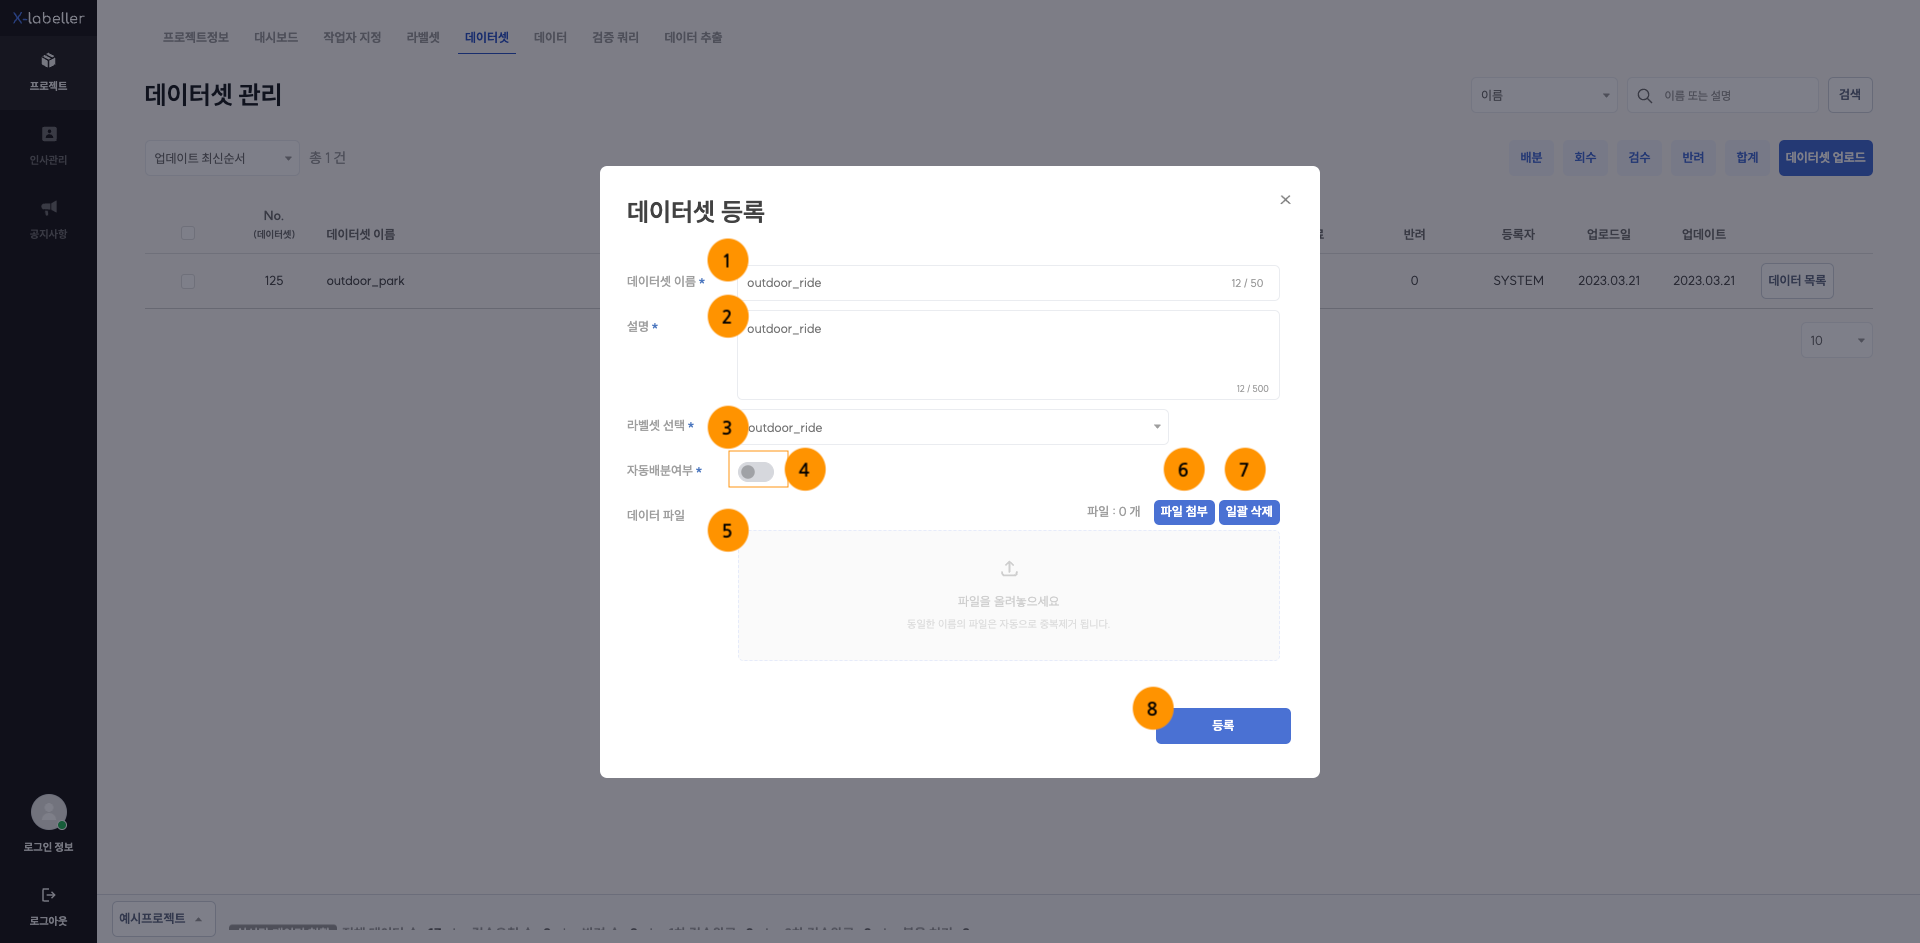 X-labeller
프로젝트
인사관리
공지사항
로그인 정보
로그아웃
프로젝트정보 대시보드 작업자 지정 라벨셋 데이터셋 데이터 검증 쿼리 데이터 추출
데이터셋 관리
이름
이름 또는 설명
검색
업데이트 최신순서
총 1 건
배분 회수 검수 반려 합계 데이터셋 업로드
No.
(데이터셋)
데이터셋 이름
반려 등록자 업로드일 업데이트
125 outdoor_park
0 SYSTEM 2023.03.21 2023.03.21 데이터 목록
10
데이터셋 등록
1
데이터셋 이름 *
outdoor_ride
12 / 50
2
설명 *
outdoor_ride
12 / 500
3
라벨셋 선택 *
outdoor_ride
자동배분여부 *
4
6 7
데이터 파일
5
파일 : 0 개
파일 첨부
일괄 삭제
파일을 올려놓으세요
동일한 이름의 파일은 자동으로 중복제거 됩니다.
8
등록
예시프로젝트